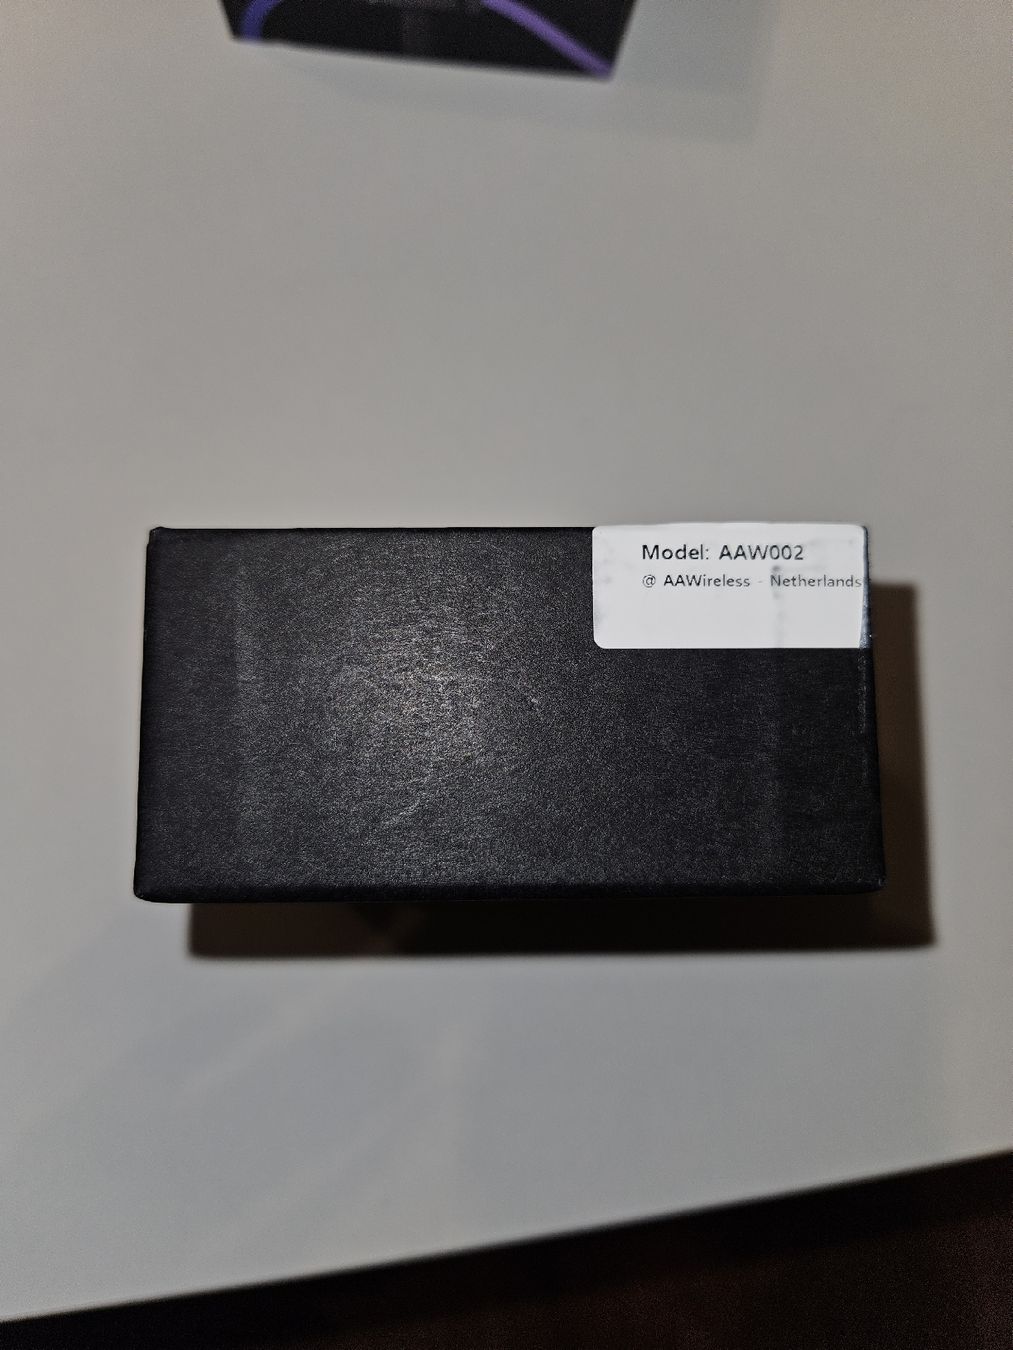 Model: AAW002
@ AAWireless - Netherlands